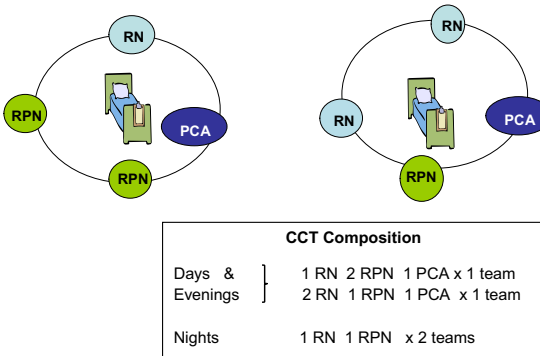 RN
RPN
PCA
RPN
RN
RN
PCA
RPN
CCT Composition
Days & 1 RN 2 RPN 1 PCA x 1 team
Evenings 2 RN 1 RPN 1 PCA x 1 team
Nights 1 RN 1 RPN x 2 teams